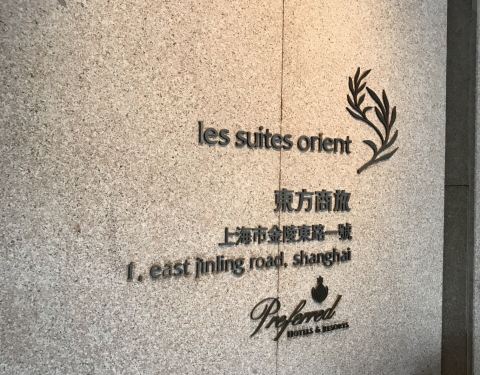 les suites orient
東方商旅
上海市金陵東路一號
1. east jinling road. shanghai
Preferred
HOTELS & RESORTS